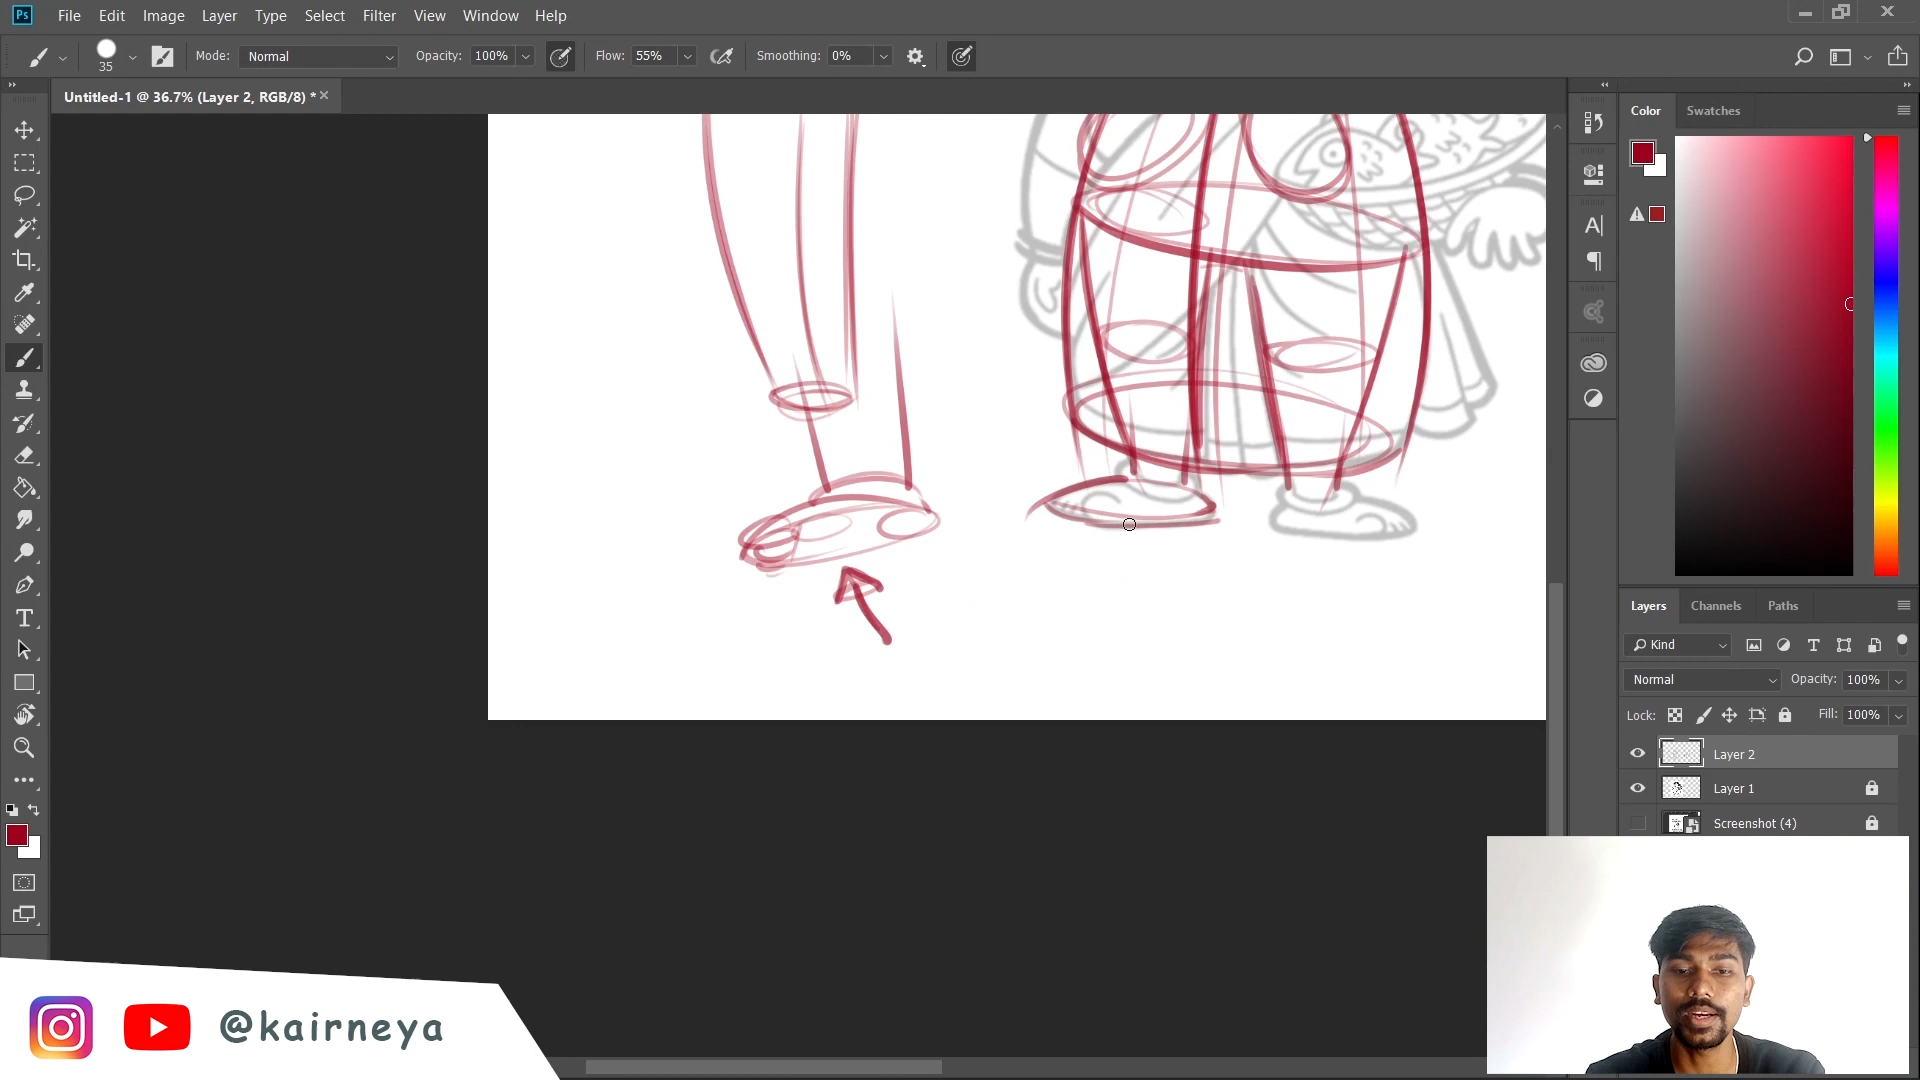 Ps File Edit Image Layer Type Select Filter View Window Help
35 Mode: Normal Opacity: 100% Flow: 55% Smoothing: 0%
Untitled-1 @ 36.7% (Layer 2, RGB/8) *
Color Swatches
Layers Channels Paths
Kind
Normal Opacity: 100%
Lock: Fill: 100%
Layer 2
Layer 1
Screenshot (4)
@kairneya